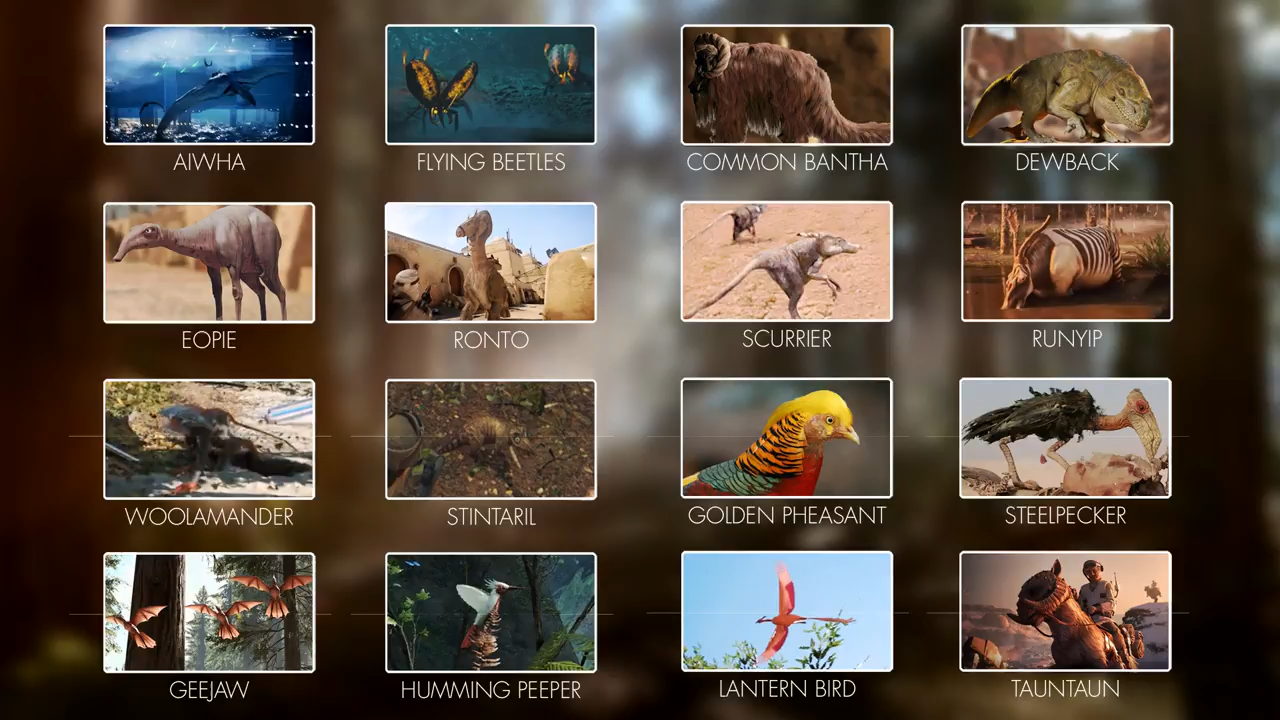 AIWHA
FLYING BEETLES
COMMON BANTHA
DEWBACK
EOPIE
RONTO
SCURRIER
RUNYIP
WOOLAMANDER
STINTARIL
GOLDEN PHEASANT
STEELPECKER
GEEJAW
HUMMING PEEPER
LANTERN BIRD
TAUNTAUN